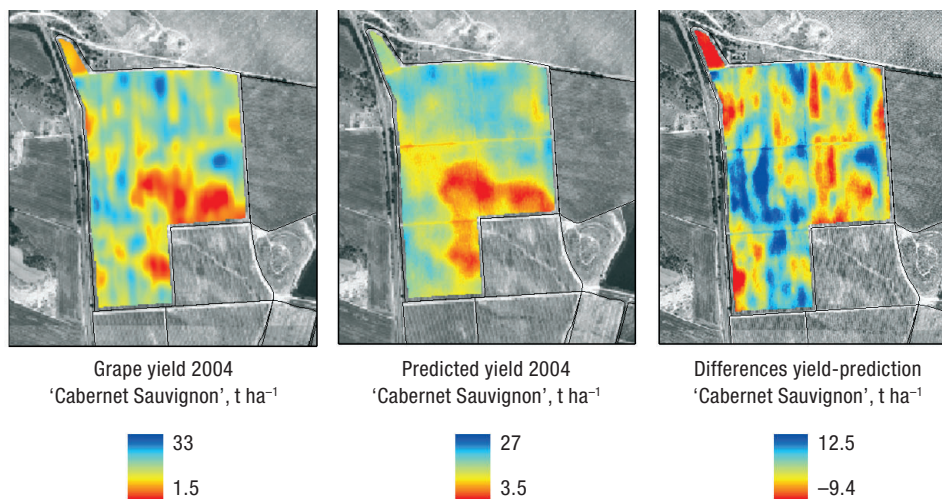 Grape yield 2004
‘Cabernet Sauvignon’, t ha⁻¹
33
1.5
Predicted yield 2004
‘Cabernet Sauvignon’, t ha⁻¹
27
3.5
Differences yield-prediction
‘Cabernet Sauvignon’, t ha⁻¹
12.5
–9.4